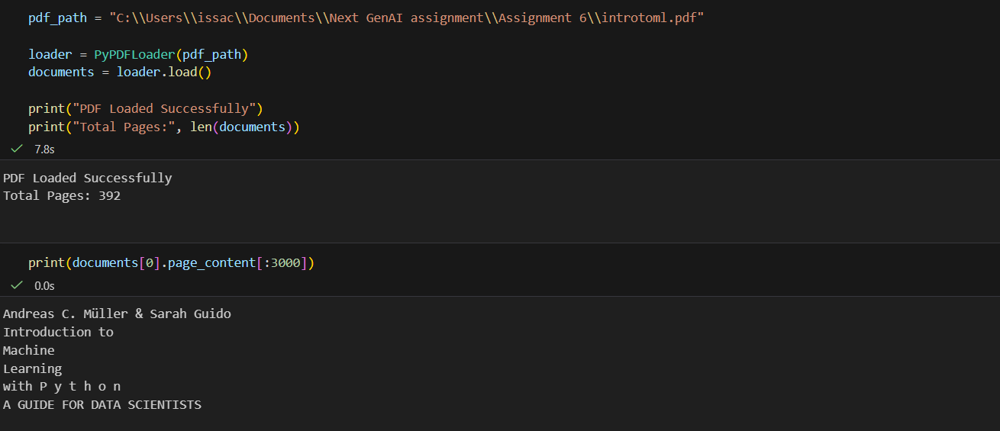 pdf_path = "C:\\Users\\issac\\Documents\\Next GenAI assignment\\Assignment 6\\introtoml.pdf"
loader = PyPDFLoader(pdf_path)
documents = loader.load()
print("PDF Loaded Successfully")
print("Total Pages:", len(documents))
7.8s
PDF Loaded Successfully
Total Pages: 392
print(documents[0].page_content[:3000])
0.0s
Andreas C. Müller & Sarah Guido
Introduction to
Machine
Learning
with P y t h o n
A GUIDE FOR DATA SCIENTISTS